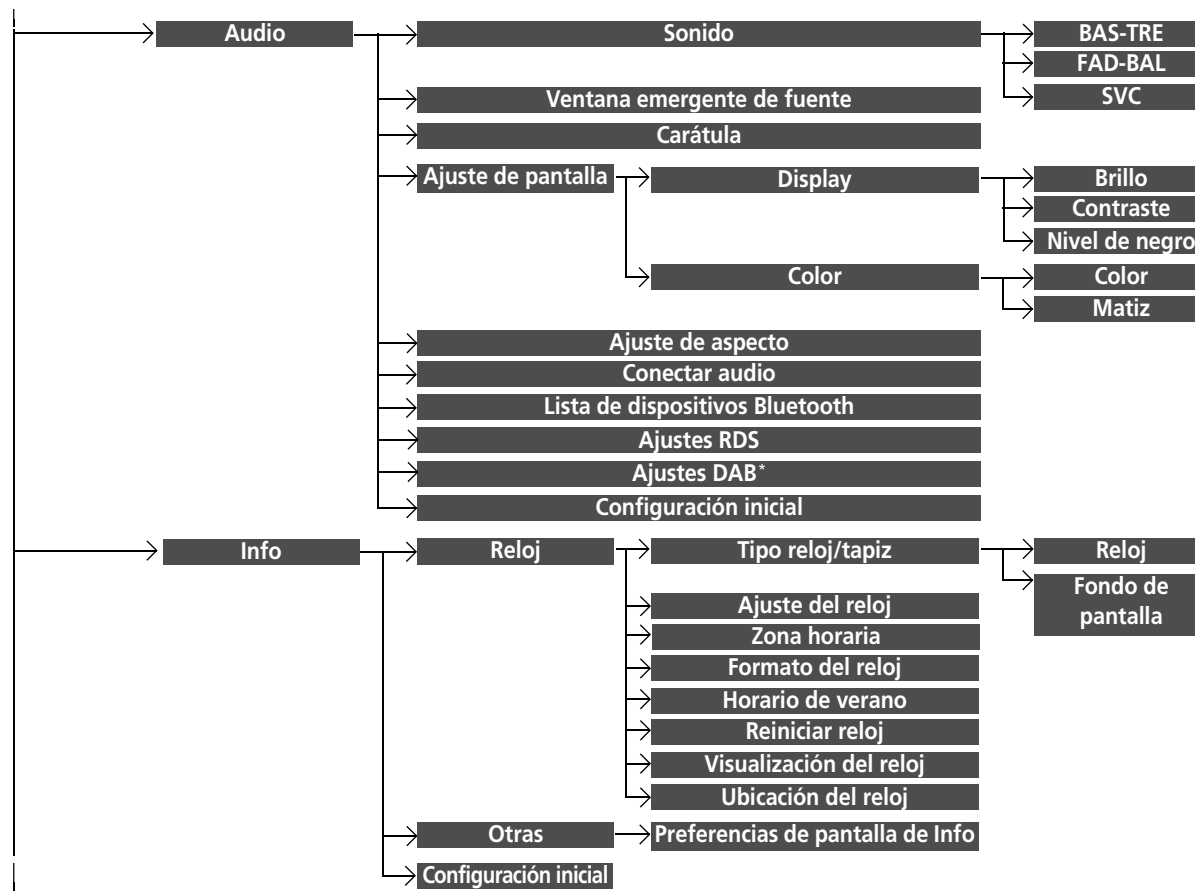 Audio
Sonido
BAS-TRE
FAD-BAL
SVC
Ventana emergente de fuente
Carátula
Ajuste de pantalla
Display
Brillo
Contraste
Nivel de negro
Color
Color
Matiz
Ajuste de aspecto
Conectar audio
Lista de dispositivos Bluetooth
Ajustes RDS
Ajustes DAB*
Configuración inicial
Info
Reloj
Tipo reloj/tapiz
Reloj
Fondo de
pantalla
Ajuste del reloj
Zona horaria
Formato del reloj
Horario de verano
Reiniciar reloj
Visualización del reloj
Ubicación del reloj
Otras
Preferencias de pantalla de Info
Configuración inicial